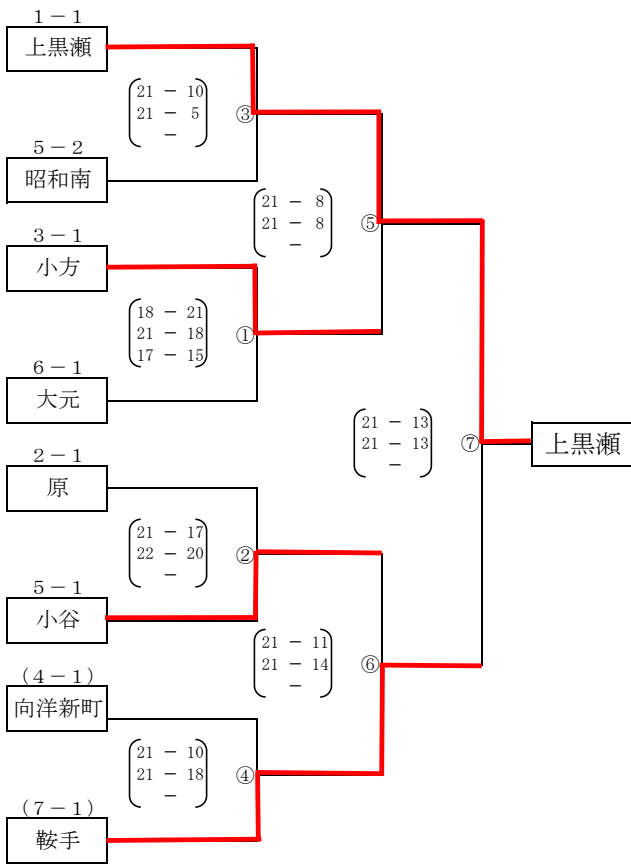 1－1
上黒瀬
21 － 10
21 － 5
－
③
5－2
昭和南
21 － 8
21 － 8
－
⑤
3－1
小方
18 － 21
21 － 18
17 － 15
①
6－1
大元
21 － 13
21 － 13
－
⑦
上黒瀬
2－1
原
21 － 17
22 － 20
－
②
5－1
小谷
21 － 11
21 － 14
－
⑥
(4－1)
向洋新町
21 － 10
21 － 18
－
④
(7－1)
鞍手